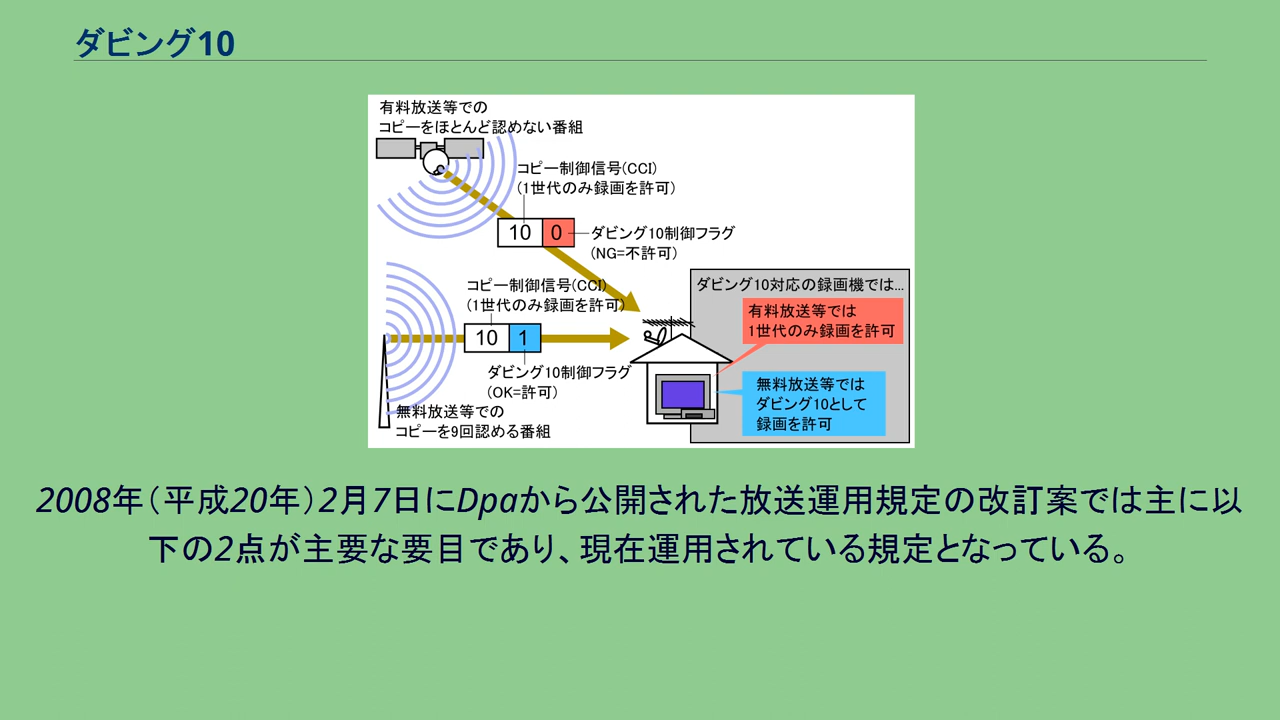 ダビング10
有料放送等での
コピーをほとんど認めない番組
コピー制御信号(CCI)
(1世代のみ録画を許可)
10 0
ダビング10制御フラグ
(NG=不許可)
コピー制御信号(CCI)
(1世代のみ録画を許可)
10 1
ダビング10制御フラグ
(OK=許可)
無料放送等での
コピーを9回認める番組
ダビング10対応の録画機では...
有料放送等では
1世代のみ録画を許可
無料放送等では
ダビング10として
録画を許可
2008年（平成20年）2月7日にDpaから公開された放送運用規定の改訂案では主に以
下の2点が主要な要目であり、現在運用されている規定となっている。